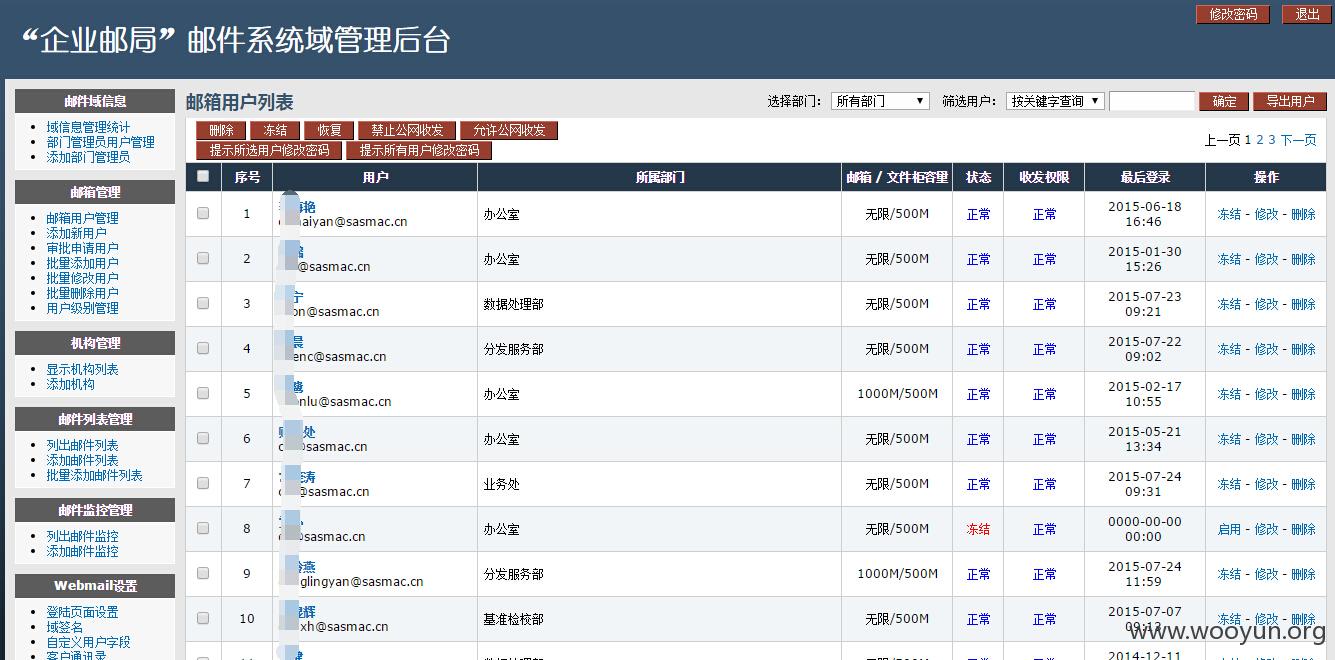 修改密码 退出
“企业邮局” 邮件系统域管理后台
邮件域信息
域信息管理统计
部门管理员用户管理
添加部门管理员
邮箱管理
邮箱用户管理
添加新用户
审批申请用户
批量添加用户
批量修改用户
批量删除用户
用户级别管理
机构管理
显示机构列表
添加机构
邮件列表管理
列出邮件列表
添加邮件列表
批量添加邮件列表
邮件监控管理
列出邮件监控
添加邮件监控
Webmail设置
登陆页面设置
域签名
自定义用户字段
客户通讯录
邮箱用户列表
选择部门： 所有部门 筛选用户： 按关键字查询 确定 导出用户
删除 冻结 恢复 禁止公网收发 允许公网收发
提示所选用户修改密码 提示所有用户修改密码
上一页 1 2 3 下一页
序号 用户 所属部门 邮箱 / 文件柜容量 状态 收发权限 最后登录 操作
1 艳 办公室 无限/500M 正常 正常 2015-06-18 冻结 - 修改 - 删除
aiyan@sasmac.cn 16:46
2 办公室 无限/500M 正常 正常 2015-01-30 冻结 - 修改 - 删除
@sasmac.cn 15:26
3 宁 数据处理部 无限/500M 正常 正常 2015-07-23 冻结 - 修改 - 删除
on@sasmac.cn 09:21
4 晨 分发服务部 无限/500M 正常 正常 2015-07-22 冻结 - 修改 - 删除
enc@sasmac.cn 09:02
5 办公室 1000M/500M 正常 正常 2015-02-17 冻结 - 修改 - 删除
nlu@sasmac.cn 10:55
6 处 办公室 无限/500M 正常 正常 2015-05-21 冻结 - 修改 - 删除
@sasmac.cn 13:34
7 涛 业务处 无限/500M 正常 正常 2015-07-24 冻结 - 修改 - 删除
@sasmac.cn 09:31
8 办公室 无限/500M 冻结 正常 0000-00-00 启用 - 修改 - 删除
@sasmac.cn 00:00
9 燕 分发服务部 1000M/500M 正常 正常 2015-07-24 冻结 - 修改 - 删除
glingyan@sasmac.cn 11:59
10 辉 基准检校部 无限/500M 正常 正常 2015-07-07 冻结 - 修改 - 删除
xh@sasmac.cn 09:13
2014-12-11
www.wooyun.org